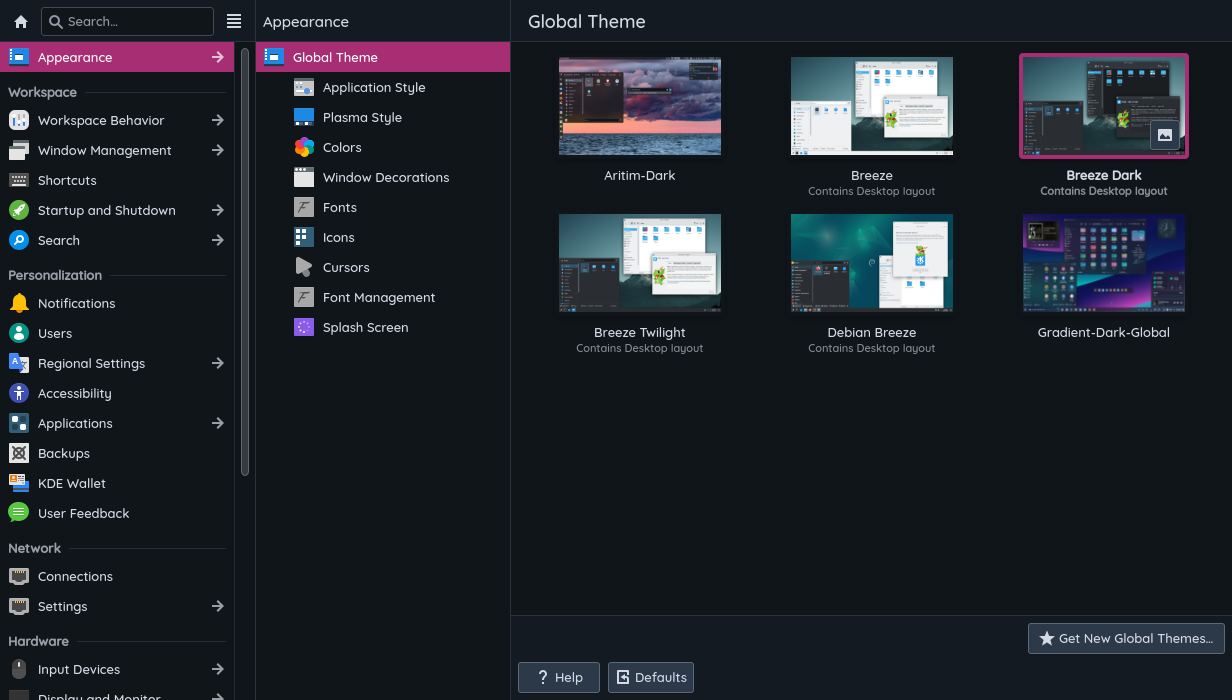 Search...
Appearance
Workspace
Workspace Behavior
Window Management
Shortcuts
Startup and Shutdown
Search
Personalization
Notifications
Users
Regional Settings
Accessibility
Applications
Backups
KDE Wallet
User Feedback
Network
Connections
Settings
Hardware
Input Devices
Display and Monitor
Appearance
Global Theme
Application Style
Plasma Style
Colors
Window Decorations
Fonts
Icons
Cursors
Font Management
Splash Screen
Global Theme
Aritim-Dark
Breeze
Contains Desktop layout
Breeze Dark
Contains Desktop layout
Breeze Twilight
Contains Desktop layout
Debian Breeze
Contains Desktop layout
Gradient-Dark-Global
Get New Global Themes...
Help
Defaults